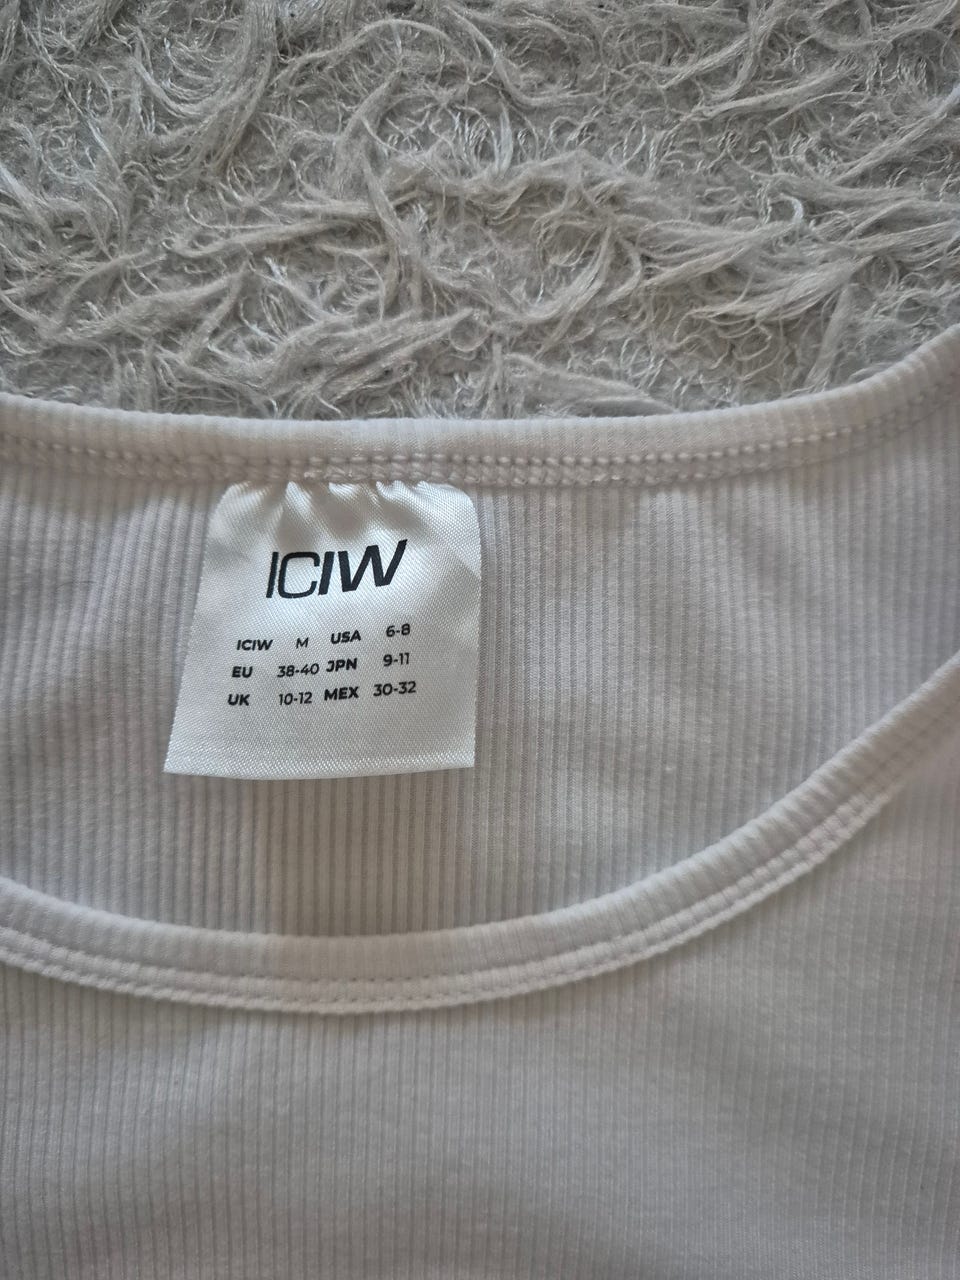 ICIW
ICIW M USA 6-8
EU 38-40 JPN 9-11
UK 10-12 MEX 30-32